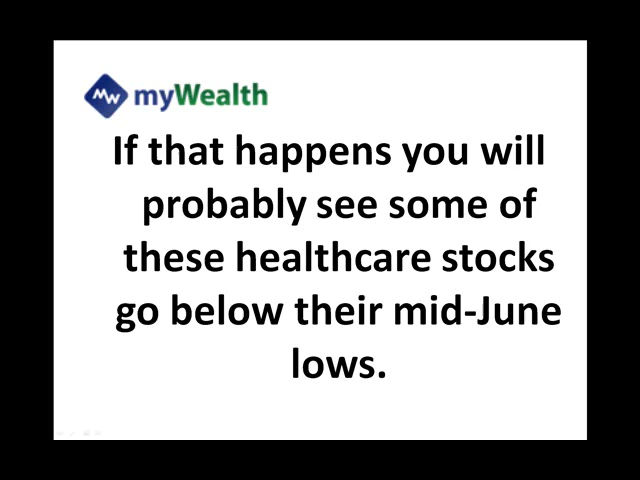 MW myWealth
If that happens you will
probably see some of
these healthcare stocks
go below their mid-June
lows.